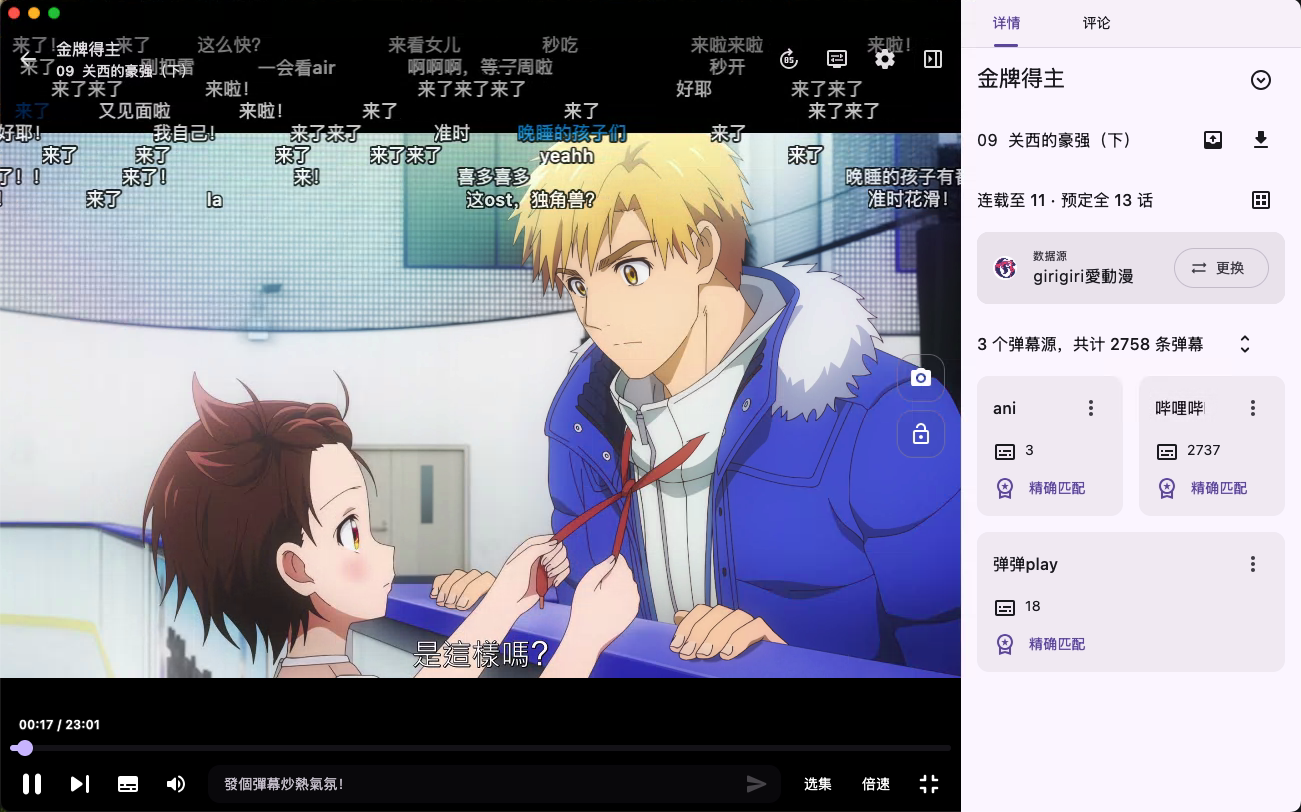 来了！ 来了 这么快？ 来看女儿 秒吃 来啦来啦 来啦！
金牌得主
09 关西的豪强（下）
来了 一会看air 啊啊啊，等了周啦 秒开
来了来了 来啦！ 来了来了来了 好耶 来了来了
来了 又见面啦 来啦！ 来了 来了 来了来了
好耶！ 我自己！ 来了来了 准时 晚睡的孩子们 来了
来了 来了 来了 来了来了 yeahh 来了
了！！ 来了！ 来！ 喜多喜多 晚睡的孩子有番
来了 la 这ost，独角兽？ 准时花滑！
是這樣嗎？
00:17 / 23:01
發個彈幕炒熱氣氛！
选集 倍速
详情 评论
金牌得主
09 关西的豪强（下）
连载至 11 · 预定全 13 话
数据源
girigiri愛動漫
更换
3 个弹幕源，共计 2758 条弹幕
ani
3
精确匹配
哔哩哔
2737
精确匹配
弹弹play
18
精确匹配